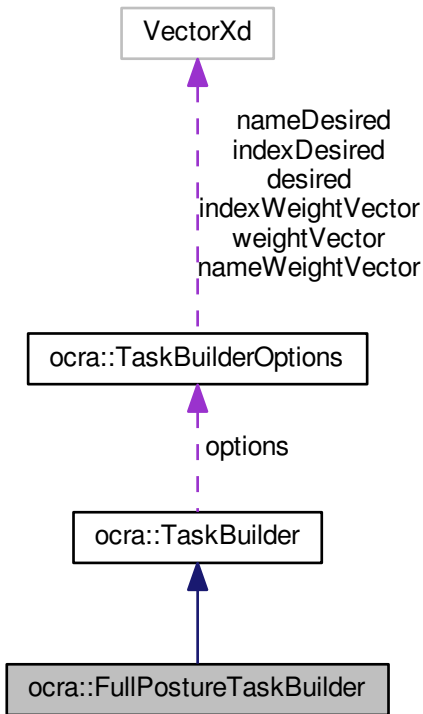 VectorXd
nameDesired
indexDesired
desired
indexWeightVector
weightVector
nameWeightVector
ocra::TaskBuilderOptions
options
ocra::TaskBuilder
ocra::FullPostureTaskBuilder